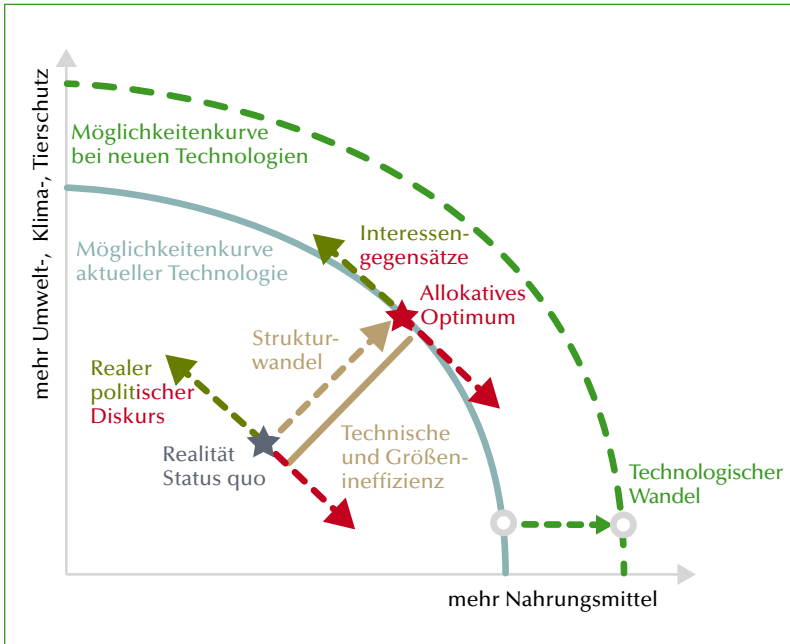 mehr Umwelt-, Klima-, Tierschutz
Möglichkeitenkurve
bei neuen Technologien
Möglichkeitenkurve
aktueller Technologie
Interessen-
gegensätze
Allokatives
Optimum
Struktur-
wandel
Realer
politischer
Diskurs
Realität
Status quo
Technische
und Größen-
ineffizienz
Technologischer
Wandel
mehr Nahrungsmittel